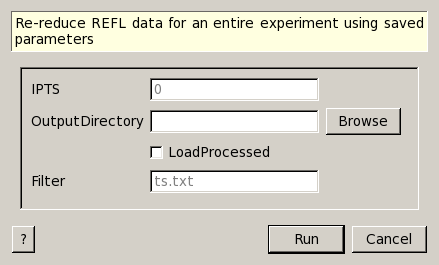 Re-reduce REFL data for an entire experiment using saved
parameters
IPTS 0
OutputDirectory Browse
LoadProcessed
Filter ts.txt
? Run Cancel